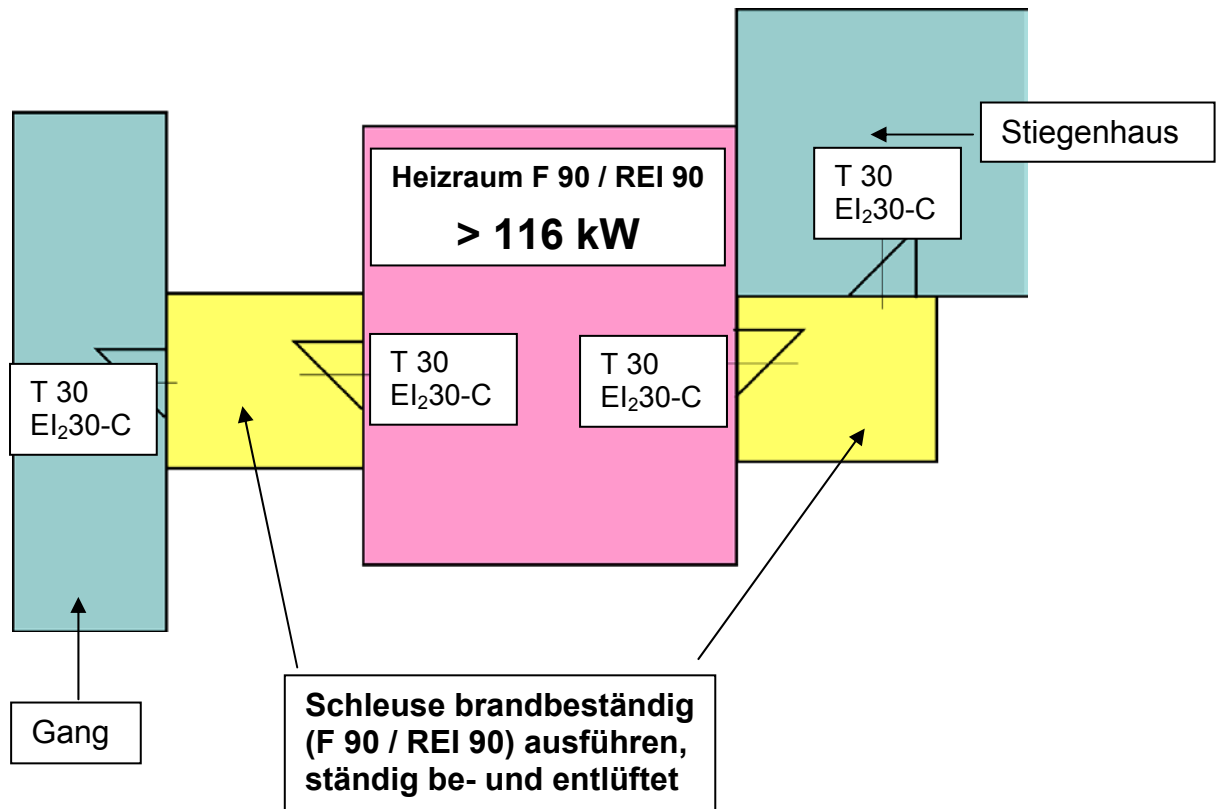 Stiegenhaus
Heizraum F 90 / REI 90
> 116 kW
T 30
EI₂30-C
T 30
EI₂30-C
T 30
EI₂30-C
T 30
EI₂30-C
Gang
Schleuse brandbeständig
(F 90 / REI 90) ausführen,
ständig be- und entlüftet